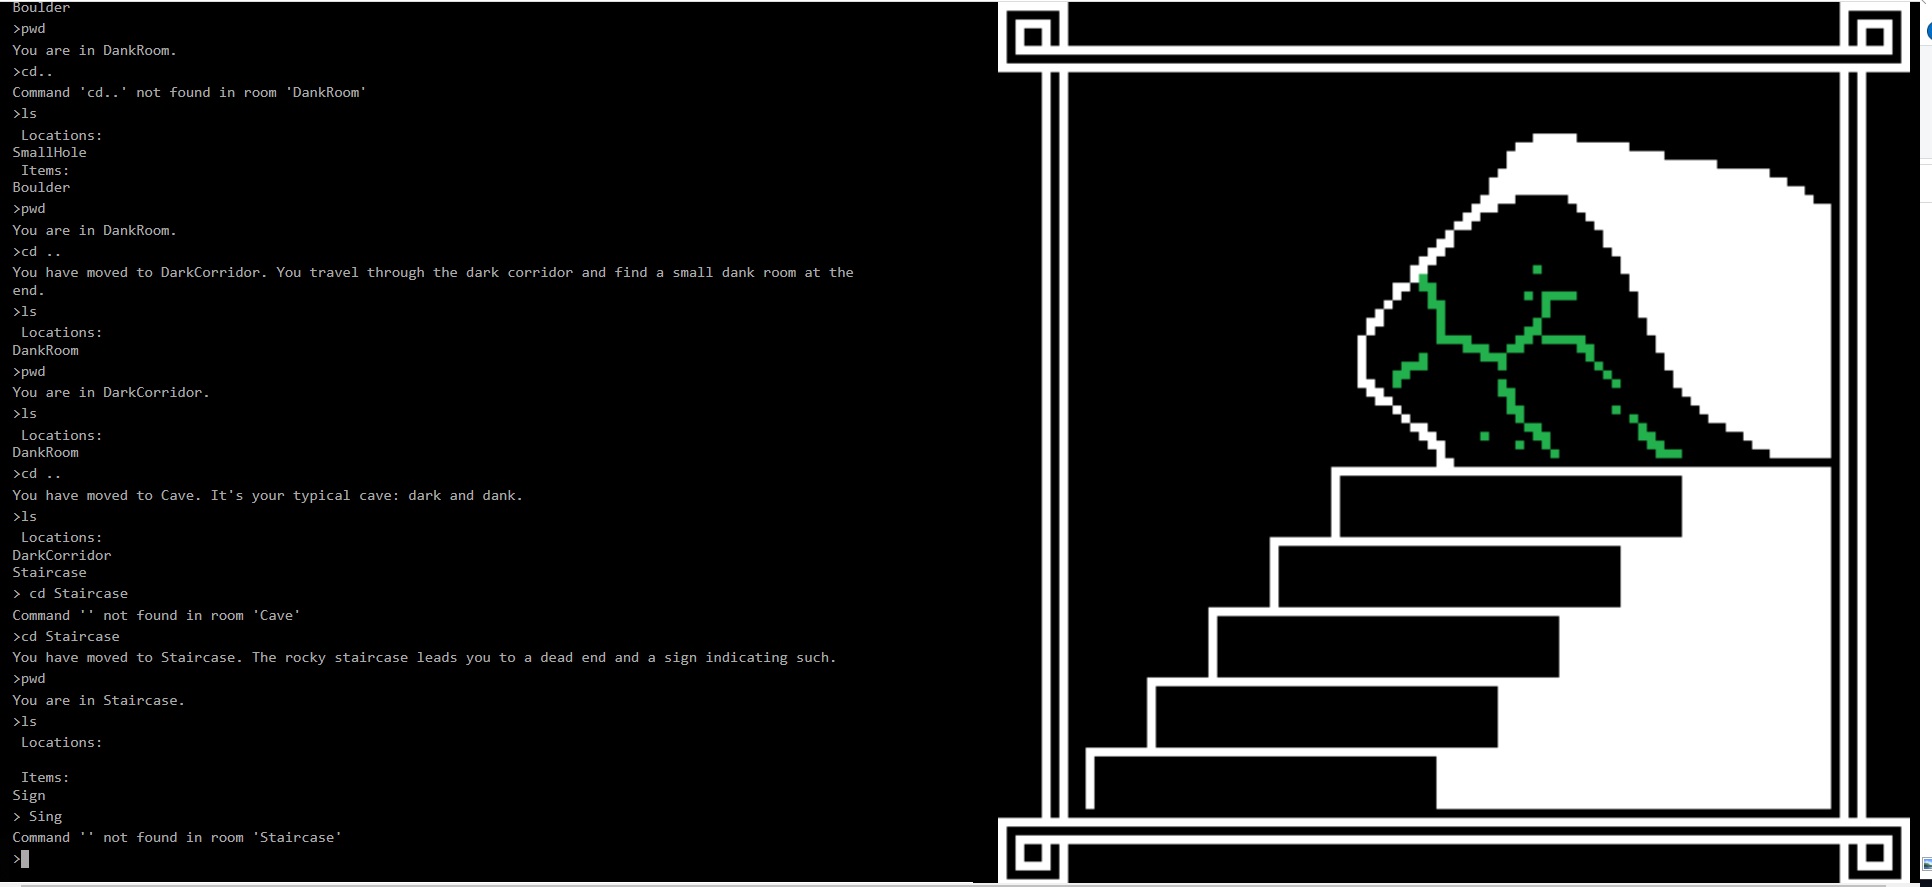 Boulder
>pwd
You are in DankRoom.
>cd..
Command 'cd..' not found in room 'DankRoom'
>ls
 Locations:
SmallHole
 Items:
Boulder
>pwd
You are in DankRoom.
>cd ..
You have moved to DarkCorridor. You travel through the dark corridor and find a small dank room at the
end.
>ls
 Locations:
DankRoom
>pwd
You are in DarkCorridor.
>ls
 Locations:
DankRoom
>cd ..
You have moved to Cave. It's your typical cave: dark and dank.
>ls
 Locations:
DarkCorridor
Staircase
> cd Staircase
Command '' not found in room 'Cave'
>cd Staircase
You have moved to Staircase. The rocky staircase leads you to a dead end and a sign indicating such.
>pwd
You are in Staircase.
>ls
 Locations:
 Items:
Sign
> Sing
Command '' not found in room 'Staircase'
>